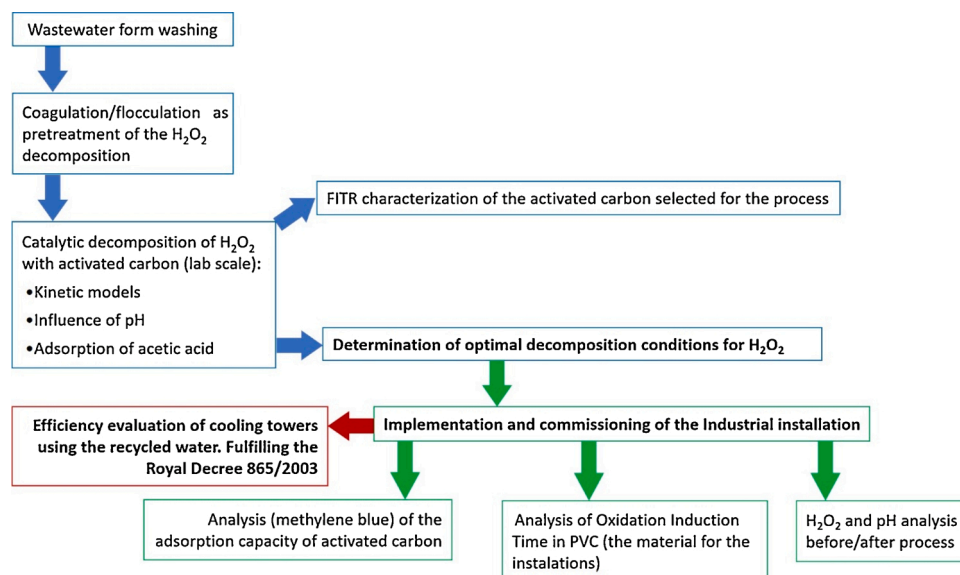 Wastewater form washing
Coagulation/flocculation as
pretreatment of the H₂O₂
decomposition
FITR characterization of the activated carbon selected for the process
Catalytic decomposition of H₂O₂
with activated carbon (lab scale):
•Kinetic models
•Influence of pH
•Adsorption of acetic acid
Determination of optimal decomposition conditions for H₂O₂
Efficiency evaluation of cooling towers
using the recycled water. Fulfilling the
Royal Decree 865/2003
Implementation and commissioning of the Industrial installation
Analysis (methylene blue) of the
adsorption capacity of activated carbon
Analysis of Oxidation Induction
Time in PVC (the material for the
instalations)
H₂O₂ and pH analysis
before/after process